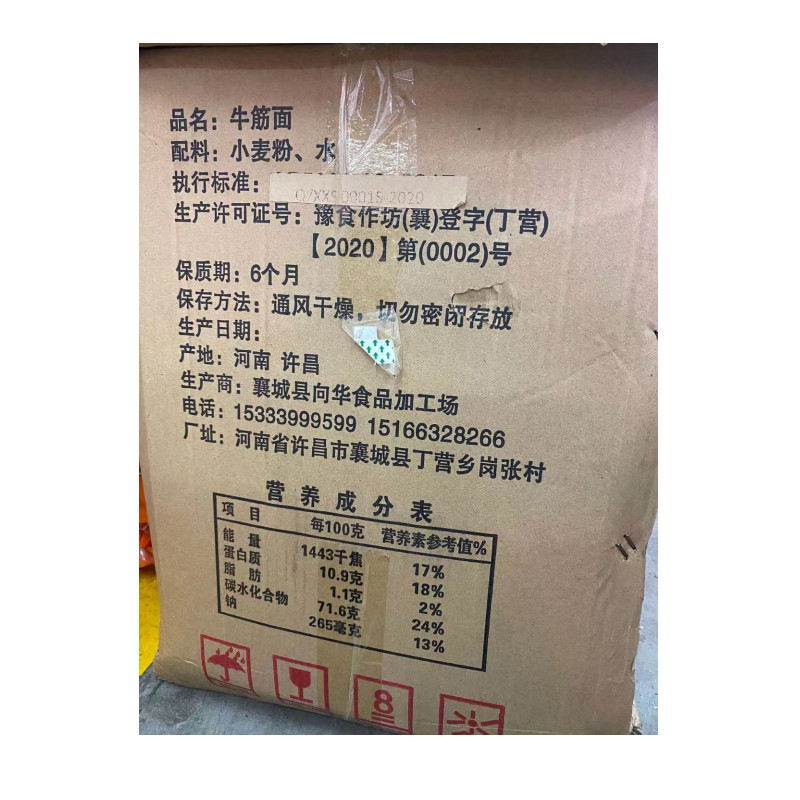 品名：牛筋面
配料：小麦粉、水
执行标准：Q/XXS 0001S-2020
生产许可证号：豫食作坊(襄)登字(丁营)
【2020】第(0002)号
保质期：6个月
保存方法：通风干燥，切勿密闭存放
生产日期：
产地：河南 许昌
生产商：襄城县向华食品加工场
电话：15333999599 15166328266
厂址：河南省许昌市襄城县丁营乡岗张村
营养成分表
项目 每100克 营养素参考值%
能量 1443千焦 17%
蛋白质 10.9克 18%
脂肪 1.1克 2%
碳水化合物 71.6克 24%
钠 265毫克 13%
8